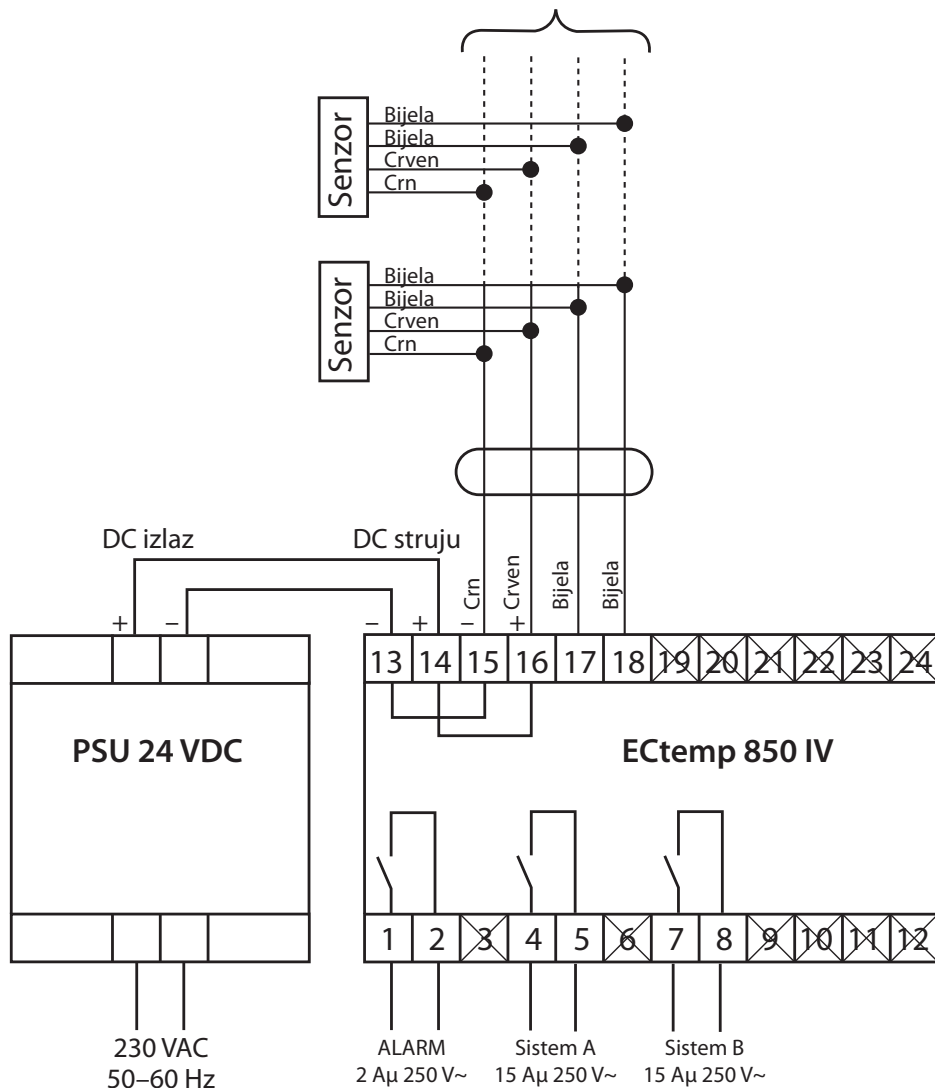 Senzor
Bijela
Bijela
Crven
Crn
Senzor
Bijela
Bijela
Crven
Crn
DC izlaz
DC struju
Crn
Crven
Bijela
Bijela
+ –
– + – +
13 14 15 16 17 18 19 20 21 22 23 24
PSU 24 VDC
ECtemp 850 IV
1 2 3 4 5 6 7 8 9 10 11 12
230 VAC
50–60 Hz
ALARM
2 Aµ 250 V~
Sistem A
15 Aµ 250 V~
Sistem B
15 Aµ 250 V~